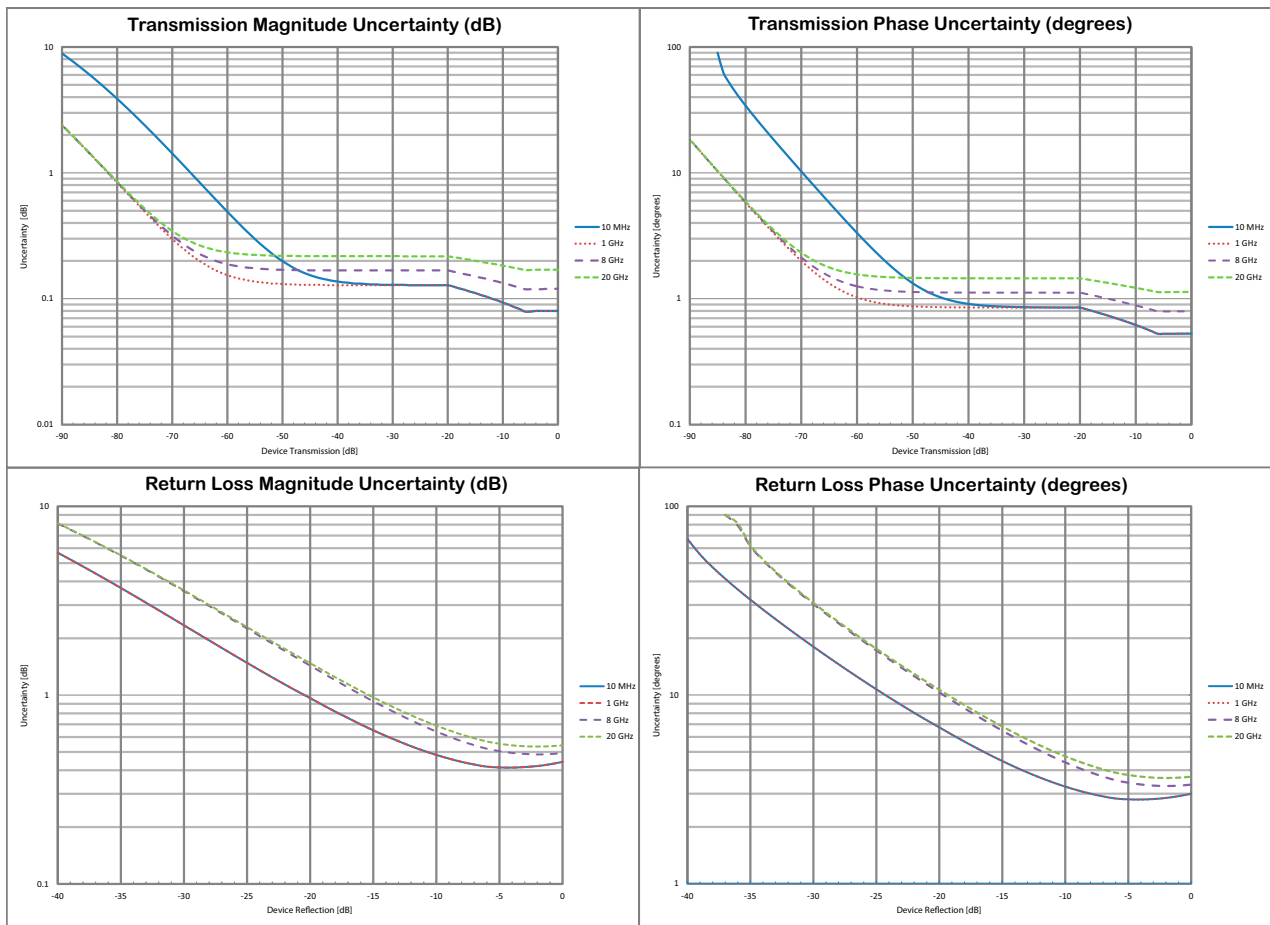 Transmission Magnitude Uncertainty (dB)
10
1
0.1
0.01
Uncertainty [dB]
-90 -80 -70 -60 -50 -40 -30 -20 -10 0
Device Transmission [dB]
10 MHz
1 GHz
8 GHz
20 GHz
Transmission Phase Uncertainty (degrees)
100
10
1
0.1
Uncertainty [degrees]
-90 -80 -70 -60 -50 -40 -30 -20 -10 0
Device Transmission [dB]
10 MHz
1 GHz
8 GHz
20 GHz
Return Loss Magnitude Uncertainty (dB)
10
1
0.1
Uncertainty [dB]
-40 -35 -30 -25 -20 -15 -10 -5 0
Device Reflection [dB]
10 MHz
1 GHz
8 GHz
20 GHz
Return Loss Phase Uncertainty (degrees)
100
10
1
Uncertainty [degrees]
-40 -35 -30 -25 -20 -15 -10 -5 0
Device Reflection [dB]
10 MHz
1 GHz
8 GHz
20 GHz